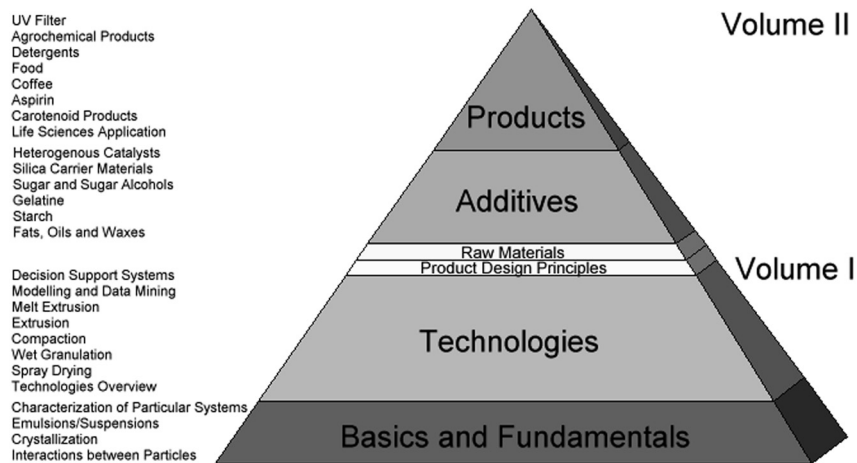 UV Filter
Agrochemical Products
Detergents
Food
Coffee
Aspirin
Carotenoid Products
Life Sciences Application
Heterogenous Catalysts
Silica Carrier Materials
Sugar and Sugar Alcohols
Gelatine
Starch
Fats, Oils and Waxes
Decision Support Systems
Modelling and Data Mining
Melt Extrusion
Extrusion
Compaction
Wet Granulation
Spray Drying
Technologies Overview
Characterization of Particular Systems
Emulsions/Suspensions
Crystallization
Interactions between Particles
Products
Additives
Raw Materials
Product Design Principles
Technologies
Basics and Fundamentals
Volume II
Volume I